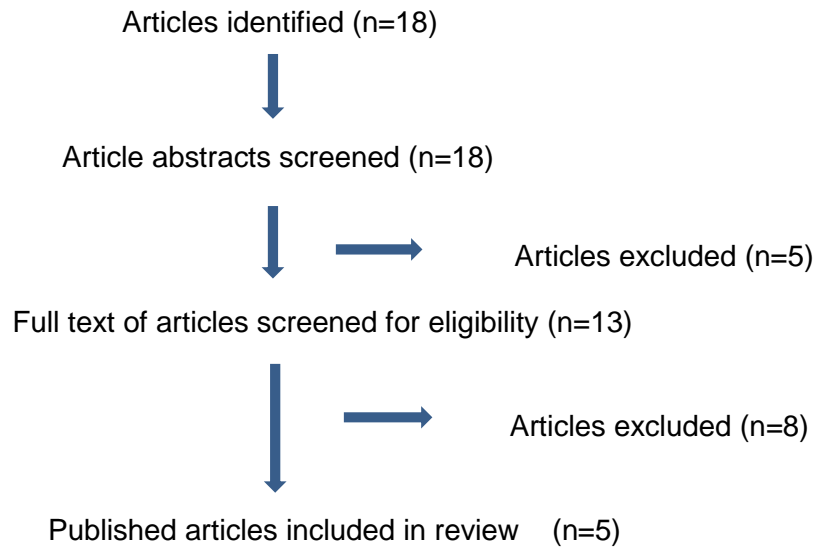 Articles identified (n=18)
Article abstracts screened (n=18)
Articles excluded (n=5)
Full text of articles screened for eligibility (n=13)
Articles excluded (n=8)
Published articles included in review (n=5)